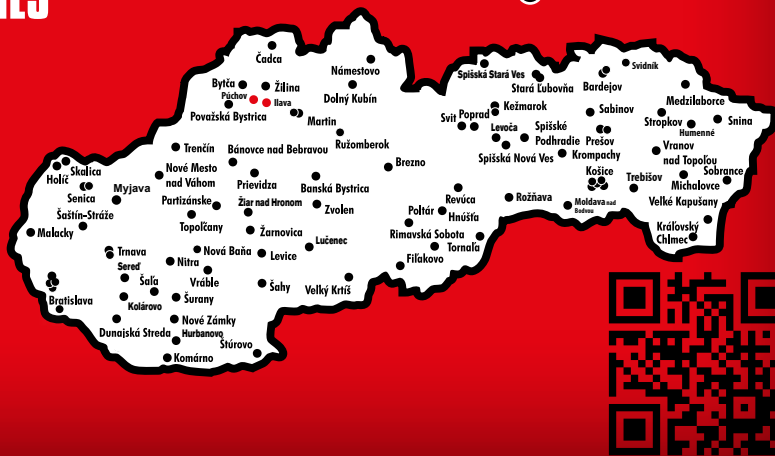 Čadca
Námestovo
Bytča
Žilina
Púchov
Ilava
Dolný Kubín
Považská Bystrica
Martin
Ružomberok
Spišská Stará Ves
Stará Ľubovňa
Svidník
Bardejov
Kežmarok
Medzilaborce
Svit
Poprad
Sabinov
Stropkov
Snina
Humenné
Levoča
Spišské
Podhradie
Prešov
Krompachy
Vranov
nad Topoľou
Spišská Nová Ves
Košice
Trebišov
Sobrance
Michalovce
Veľké Kapušany
Kráľovský
Chlmec
Moldava nad
Bodvou
Rožňava
Trenčín
Bánovce nad Bebravou
Brezno
Holíč
Skalica
Nové Mesto
nad Váhom
Prievidza
Banská Bystrica
Senica
Myjava
Partizánske
Žiar nad Hronom
Zvolen
Revúca
Poltár
Hnúšťa
Šaštín-Stráže
Topoľčany
Malacky
Žarnovica
Lučenec
Rimavská Sobota
Tornaľa
Trnava
Nová Baňa
Levice
Fiľakovo
Sereď
Nitra
Šaľa
Vráble
Šahy
Veľký Krtíš
Bratislava
Kolárovo
Šurany
Dunajská Streda
Nové Zámky
Hurbanovo
Štúrovo
Komárno